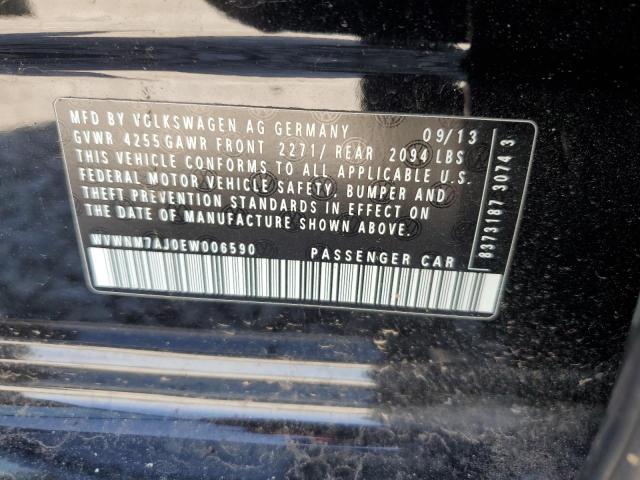 MFD BY VOLKSWAGEN AG GERMANY 09/13
GVWR 4255 GAWR FRONT 2271/ REAR 2094 LBS
THIS VEHICLE CONFORMS TO ALL APPLICABLE U.S.
FEDERAL MOTOR VEHICLE SAFETY, BUMPER AND
THEFT PREVENTION STANDARDS IN EFFECT ON
THE DATE OF MANUFACTURE SHOWN ABOVE.
WVWNM7AJ0EW006590 PASSENGER CAR
83731873074 3